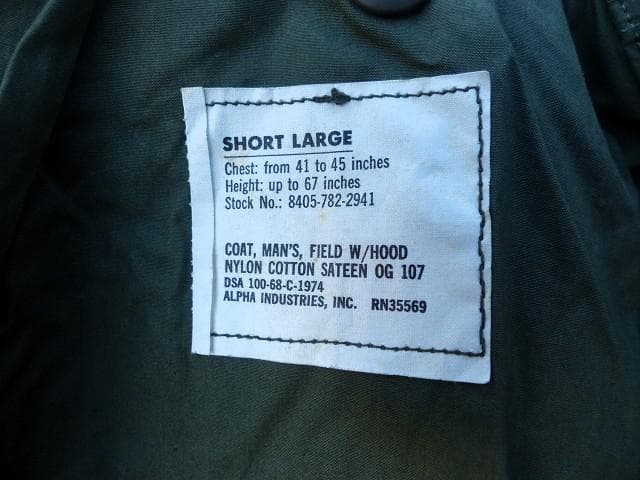 SHORT LARGE
Chest: from 41 to 45 inches
Height: up to 67 inches
Stock No.: 8405-782-2941
COAT, MAN'S, FIELD W/HOOD
NYLON COTTON SATEEN OG 107
DSA 100-68-C-1974
ALPHA INDUSTRIES, INC. RN35569